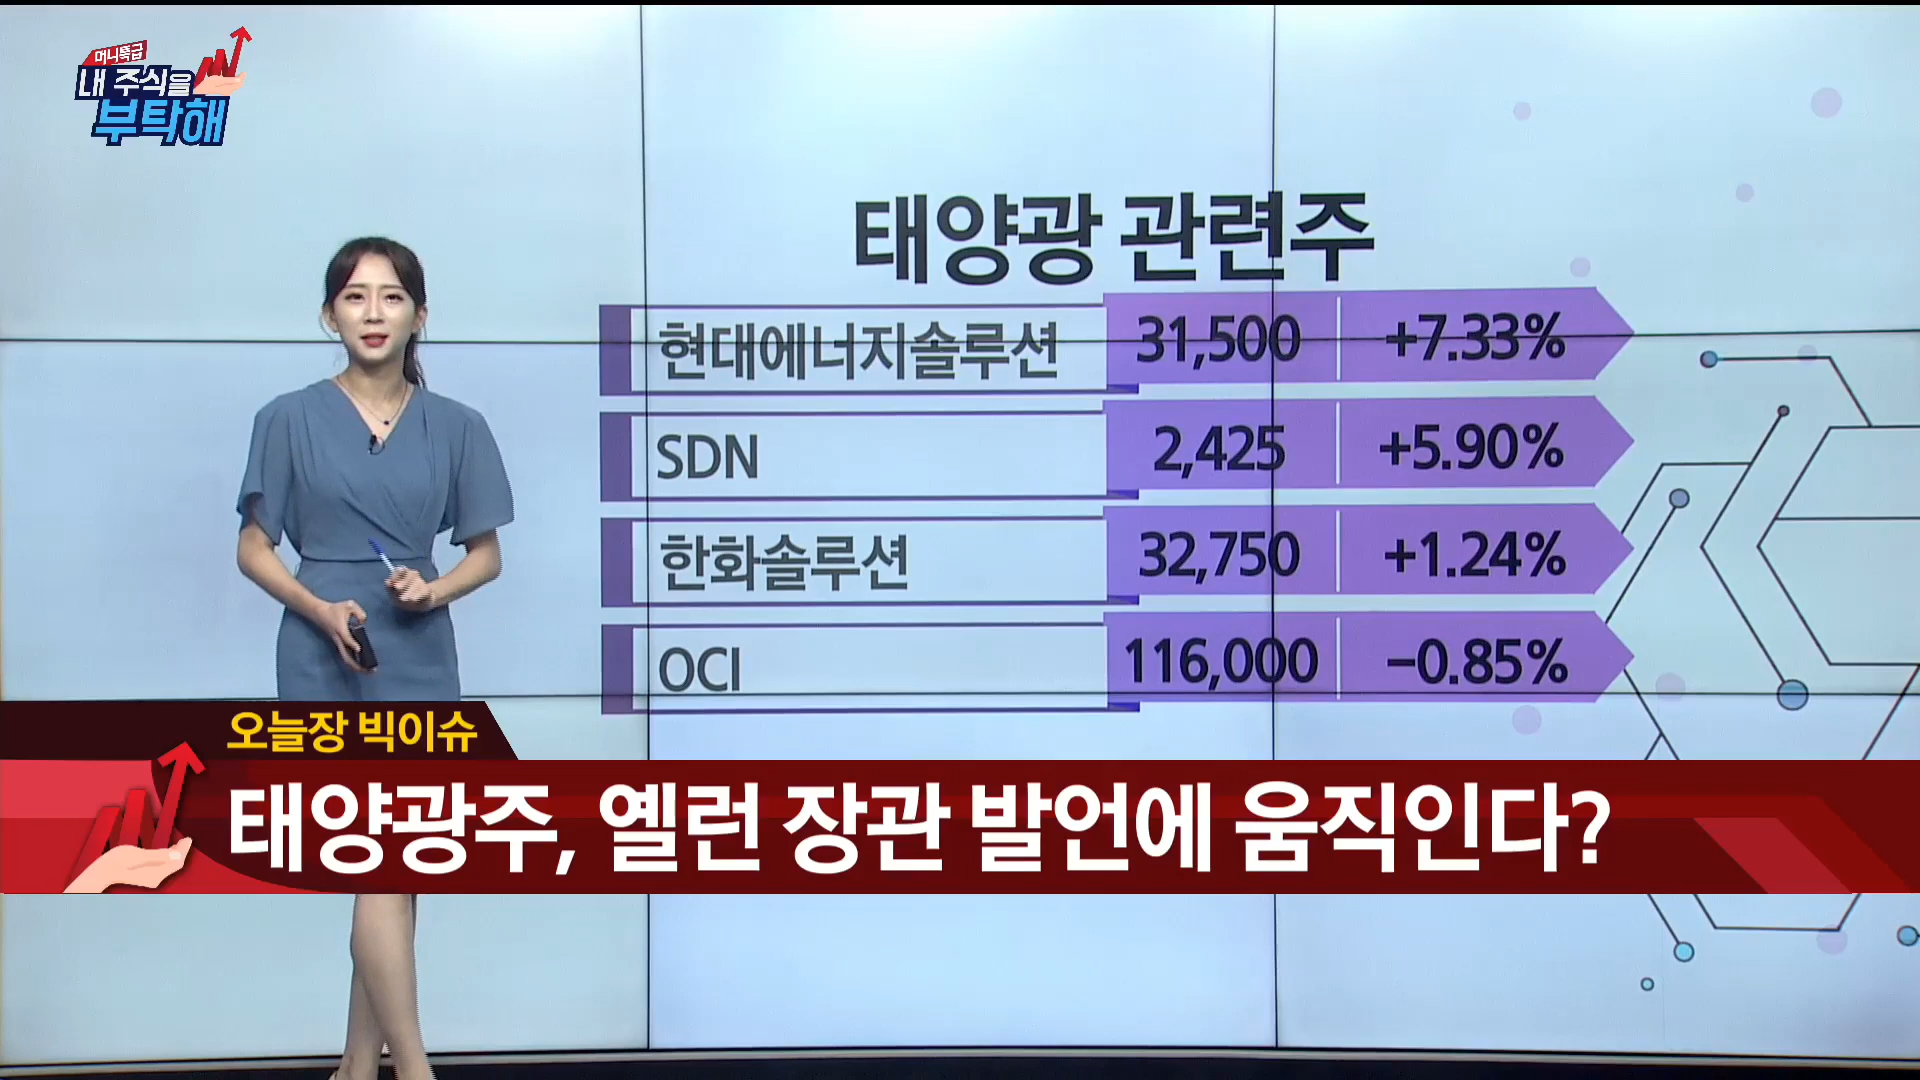 머니뭑급
내 주식을
부탁해
태양광 관련주
현대에너지솔루션 31,500 +7.33%
SDN 2,425 +5.90%
한화솔루션 32,750 +1.24%
OCI 116,000 -0.85%
오늘장 빅이슈
태양광주, 옐런 장관 발언에 움직인다?